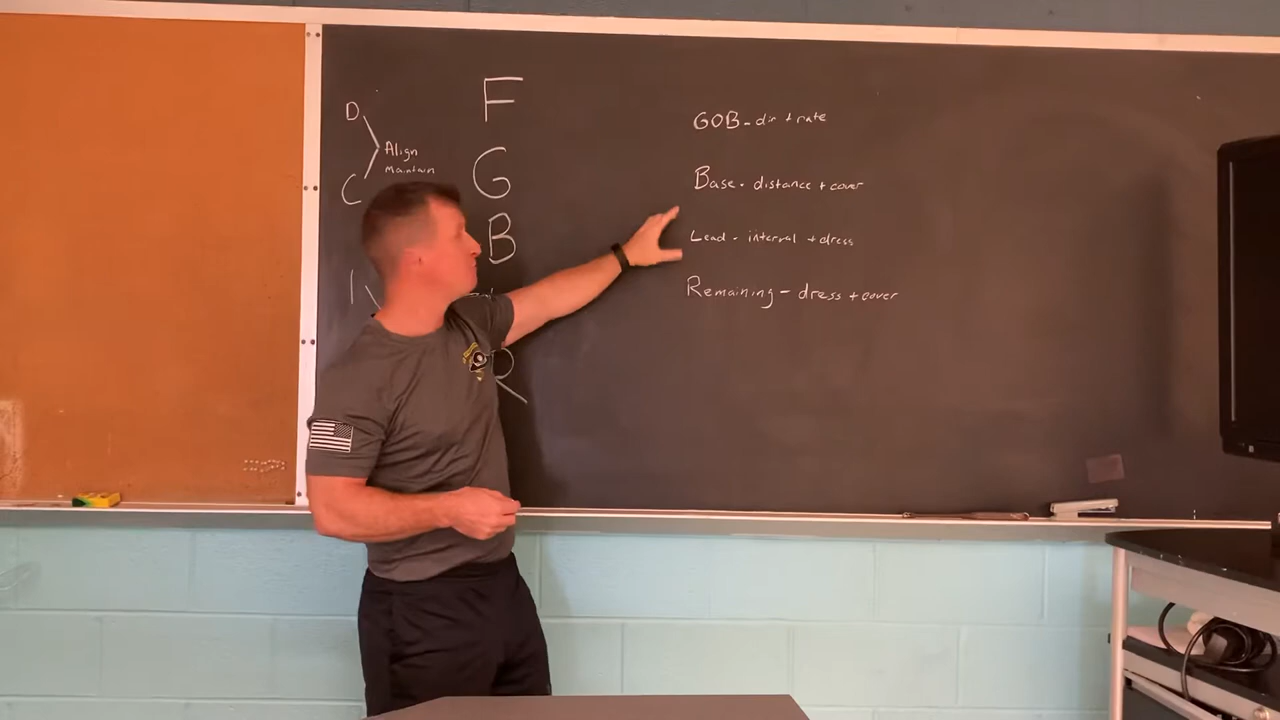 D
Align
Maintain
C
I
F
G
B
R
GOB - dir + rate
Base - distance + cover
Lead - interval + dress
Remaining - dress + cover